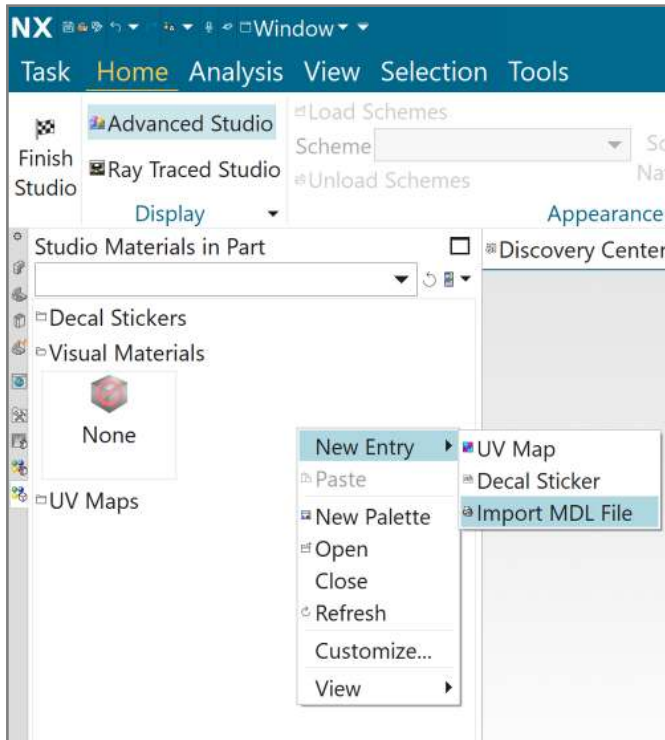 NX Window
Task Home Analysis View Selection Tools
Finish Studio
Advanced Studio
Ray Traced Studio
Display
Load Schemes
Scheme
Unload Schemes
Appearance
Studio Materials in Part
Discovery Center
Decal Stickers
Visual Materials
None
UV Maps
New Entry
Paste
New Palette
Open
Close
Refresh
Customize...
View
UV Map
Decal Sticker
Import MDL File